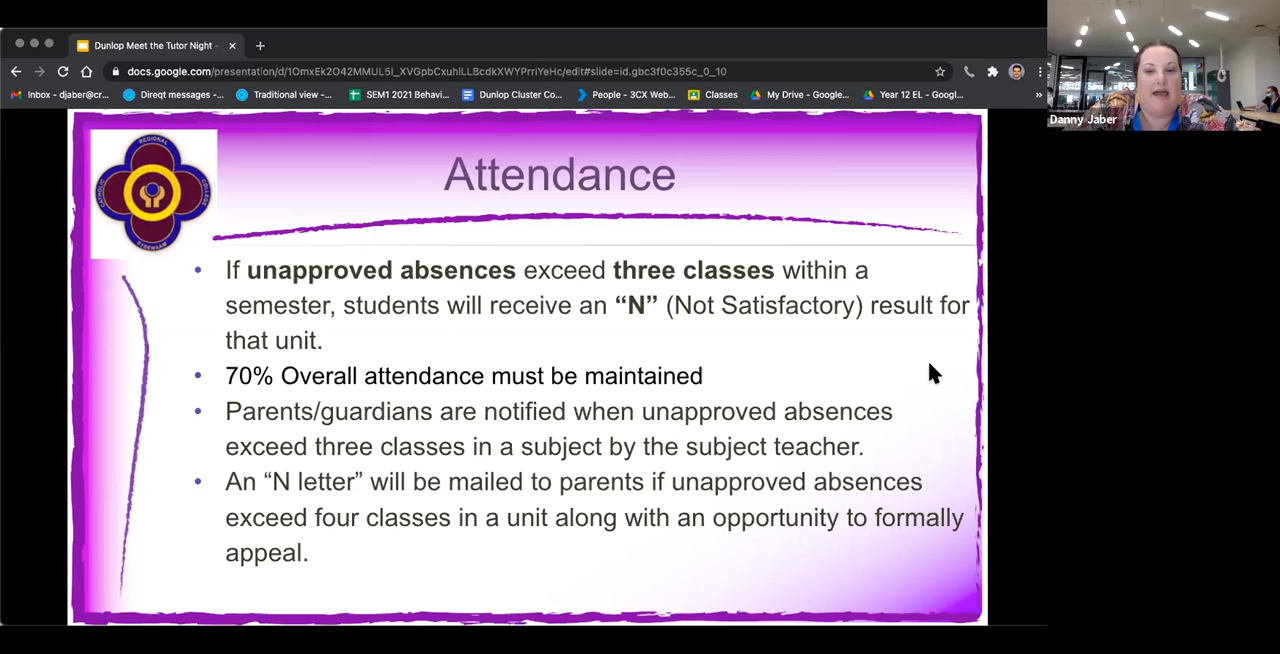 Dunlop Meet the Tutor Night -
docs.google.com/presentation/d/1OmxEk2O42MMUL5l_XVGpbCxuhlLLBcdkXWYPrriYeHc/edit#slide=id.gbc3f0c355c_0_10
Inbox - djaber@cr...
Direqt messages -...
Traditional view -...
SEM1 2021 Behavi...
Dunlop Cluster Co...
People - 3CX Web...
Classes
My Drive - Google...
Year 12 EL - Goog...
»
Danny Jaber
REGIONAL
COLLEGE
SYDENHAM
CATHOLIC
Attendance
• If unapproved absences exceed three classes within a
semester, students will receive an “N” (Not Satisfactory) result for
that unit.
• 70% Overall attendance must be maintained
• Parents/guardians are notified when unapproved absences
exceed three classes in a subject by the subject teacher.
• An “N letter” will be mailed to parents if unapproved absences
exceed four classes in a unit along with an opportunity to formally
appeal.